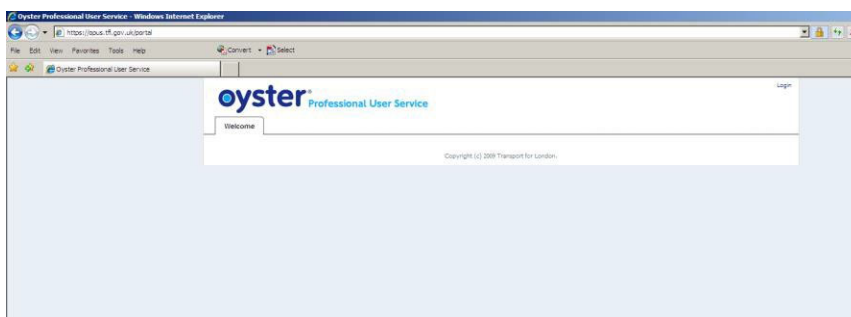 Oyster Professional User Service - Windows Internet Explorer
https://opus.tfl.gov.uk/portal
File Edit View Favorites Tools Help
Convert Select
Oyster Professional User Service
Login
oyster Professional User Service
Welcome
Copyright (c) 2009 Transport for London.